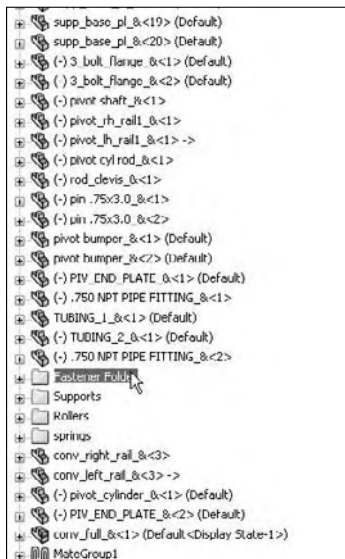 supp_base_pl_&<19> (Default)
supp_base_pl_&<20> (Default)
(-) 3_bolt_flange_&<1> (Default)
(-) 3_bolt_flange_&<2> (Default)
(-) pivot shaft_&<1>
(-) pivot_rh_rail1_&<1>
(-) pivot_lh_rail1_&<1> ->
(-) pivot cyl rod_&<1>
(-) rod_clevis_&<1>
(-) pin .75x3.0_&<1>
(-) pin .75x3.0_&<2>
pivot bumper_&<1> (Default)
pivot bumper_&<2> (Default)
(-) PIV_END_PLATE_&<1> (Default)
(-) .750 NPT PIPE FITTING_&<1>
TUBING_1_&<1> (Default)
(-) TUBING_2_&<1> (Default)
(-) .750 NPT PIPE FITTING_&<2>
Fastener Folder
Supports
Rollers
springs
conv_right_rail_&<3>
conv_left_rail_&<3> ->
(-) pivot_cylinder_&<1> (Default)
(-) PIV_END_PLATE_&<2> (Default)
conv_full_&<1> (Default<Display State-1>)
MateGroup1